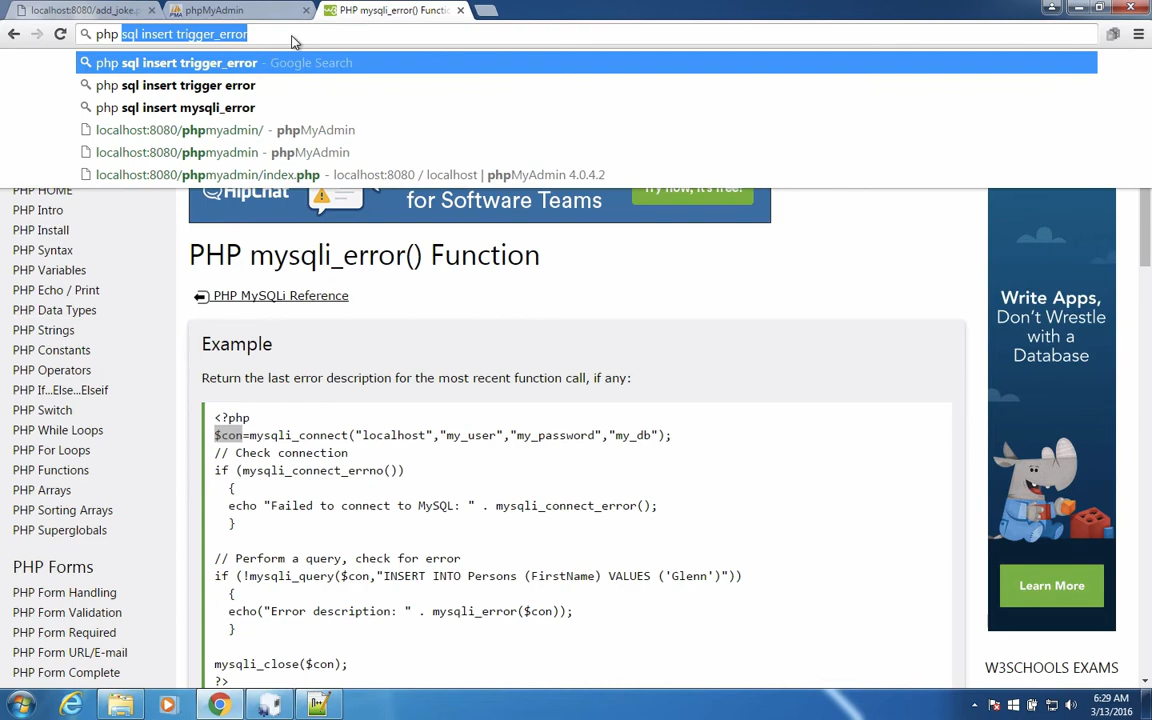 localhost:8080/add_joke.p
phpMyAdmin
PHP mysqli_error() Functio
php sql insert trigger_error
php sql insert trigger_error - Google Search
php sql insert trigger error
php sql insert mysqli_error
localhost:8080/phpmyadmin/ - phpMyAdmin
localhost:8080/phpmyadmin - phpMyAdmin
localhost:8080/phpmyadmin/index.php - localhost:8080 / localhost | phpMyAdmin 4.0.4.2
PHP HOME
PHP Intro
PHP Install
PHP Syntax
PHP Variables
PHP Echo / Print
PHP Data Types
PHP Strings
PHP Constants
PHP Operators
PHP If...Else...Elseif
PHP Switch
PHP While Loops
PHP For Loops
PHP Functions
PHP Arrays
PHP Sorting Arrays
PHP Superglobals
PHP Forms
PHP Form Handling
PHP Form Validation
PHP Form Required
PHP Form URL/E-mail
PHP Form Complete
HipChat
for Software Teams
Try now, it's free!
PHP mysqli_error() Function
PHP MySQLi Reference
Example
Return the last error description for the most recent function call, if any:
<?php
$con=mysqli_connect("localhost","my_user","my_password","my_db");
// Check connection
if (mysqli_connect_errno())
{
echo "Failed to connect to MySQL: " . mysqli_connect_error();
}
// Perform a query, check for error
if (!mysqli_query($con,"INSERT INTO Persons (FirstName) VALUES ('Glenn')"))
{
echo("Error description: " . mysqli_error($con));
}
mysqli_close($con);
?>
Write Apps,
Don't Wrestle
with a
Database
Learn More
W3SCHOOLS EXAMS
6:29 AM
3/13/2016